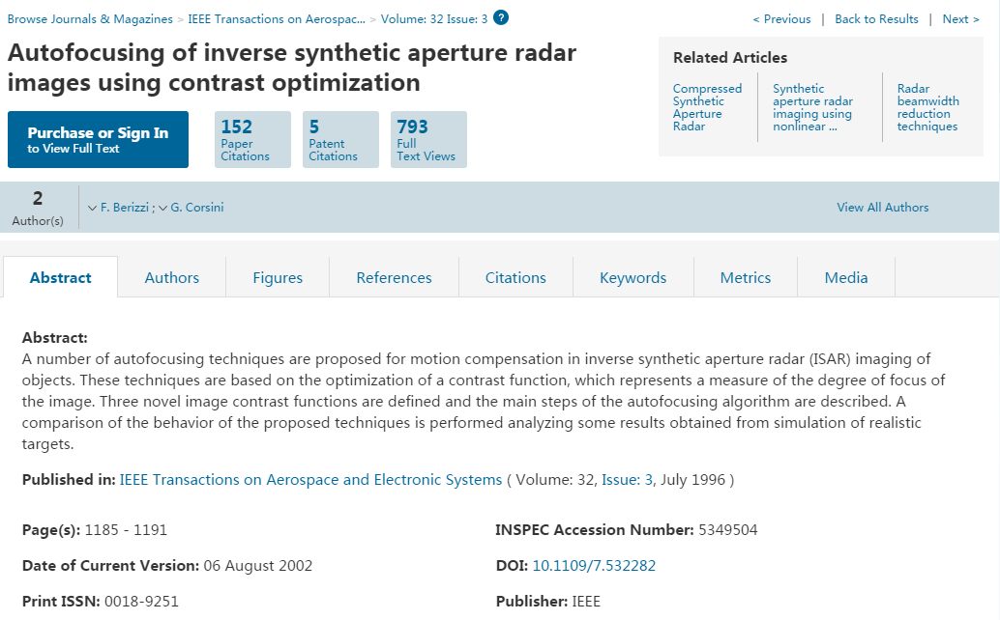 Browse Journals & Magazines > IEEE Transactions on Aerospac... > Volume: 32 Issue: 3 ?
< Previous | Back to Results | Next >
Autofocusing of inverse synthetic aperture radar
images using contrast optimization
Purchase or Sign In
to View Full Text
152
Paper
Citations
5
Patent
Citations
793
Full
Text Views
Related Articles
Compressed
Synthetic
Aperture
Radar
Synthetic
aperture radar
imaging using
nonlinear ...
Radar
beamwidth
reduction
techniques
2
Author(s)
F. Berizzi ; G. Corsini
View All Authors
Abstract
Authors
Figures
References
Citations
Keywords
Metrics
Media
Abstract:
A number of autofocusing techniques are proposed for motion compensation in inverse synthetic aperture radar (ISAR) imaging of
objects. These techniques are based on the optimization of a contrast function, which represents a measure of the degree of focus of
the image. Three novel image contrast functions are defined and the main steps of the autofocusing algorithm are described. A
comparison of the behavior of the proposed techniques is performed analyzing some results obtained from simulation of realistic
targets.
Published in: IEEE Transactions on Aerospace and Electronic Systems ( Volume: 32, Issue: 3, July 1996 )
Page(s): 1185 - 1191
INSPEC Accession Number: 5349504
Date of Current Version: 06 August 2002
DOI: 10.1109/7.532282
Print ISSN: 0018-9251
Publisher: IEEE